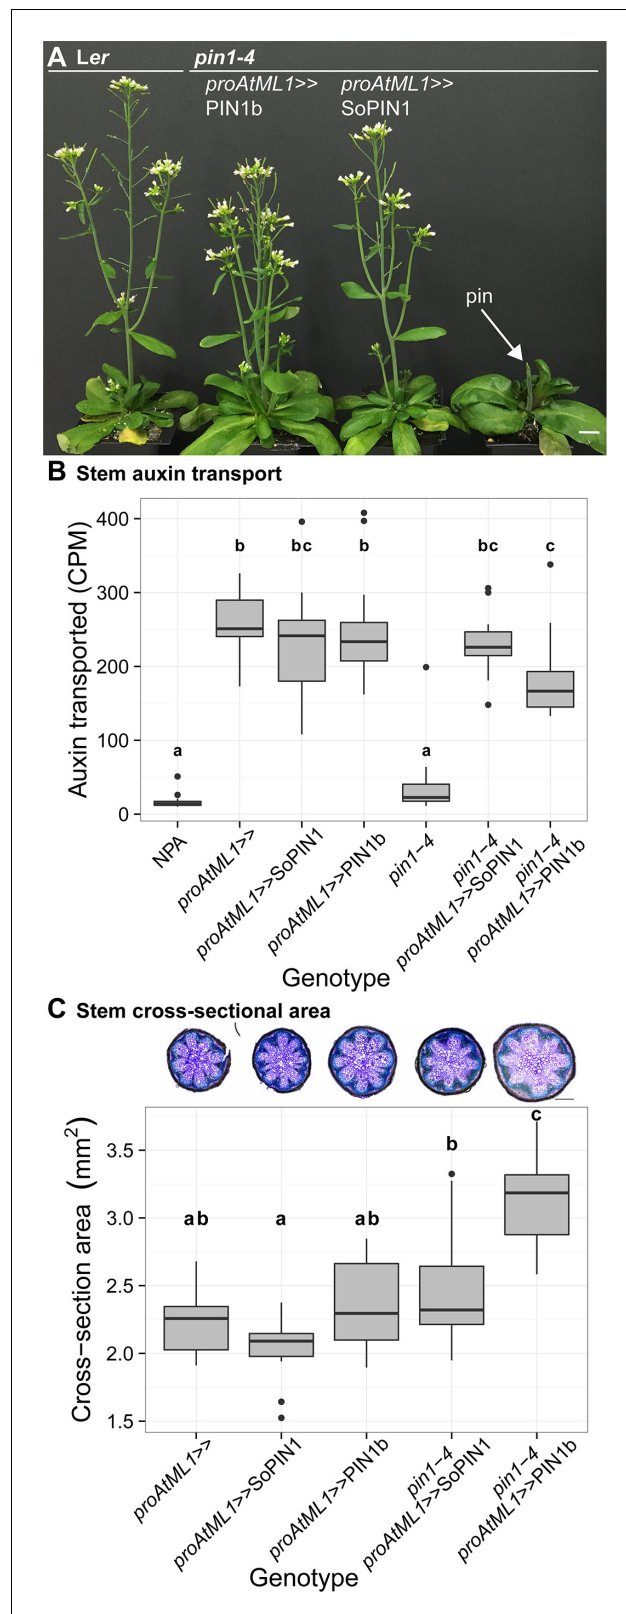 A Ler pin1-4
proAtML1>> proAtML1>>
PIN1b SoPIN1
pin
B Stem auxin transport
Auxin transported (CPM)
400
300
200
100
0
a b bc b a bc c
NPA
proAtML1>>
proAtML1>>SoPIN1
proAtML1>>PIN1b
pin1−4
pin1−4
proAtML1>>SoPIN1
pin1−4
proAtML1>>PIN1b
Genotype
C Stem cross-sectional area
Cross−section area (mm²)
3.5
3.0
2.5
2.0
1.5
ab a ab b c
proAtML1>>
proAtML1>>SoPIN1
proAtML1>>PIN1b
pin1−4
proAtML1>>SoPIN1
pin1−4
proAtML1>>PIN1b
Genotype